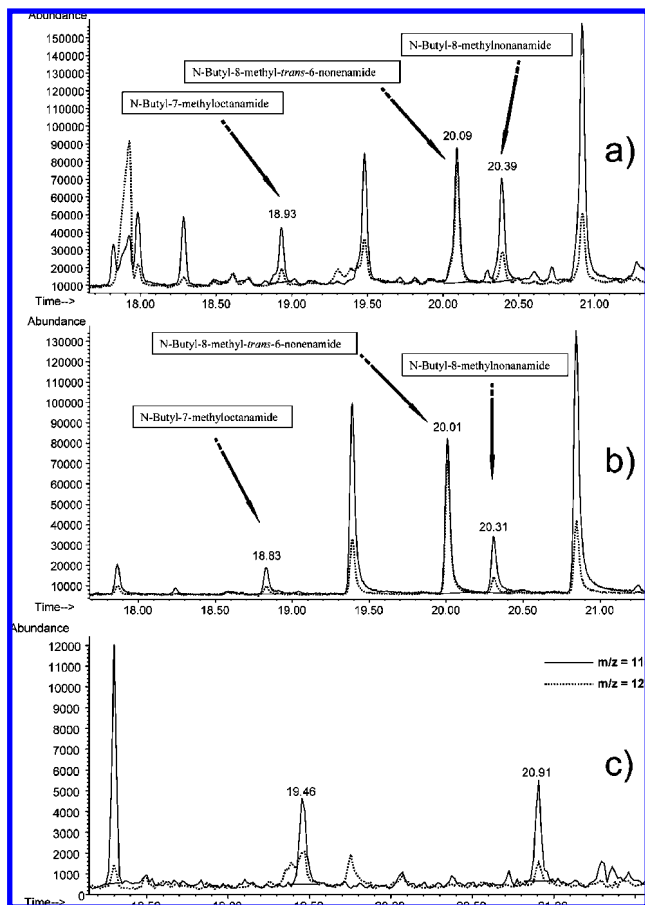 Abundance
150000
140000
130000
120000
110000
100000
90000
80000
70000
60000
50000
40000
30000
20000
10000
N-Butyl-8-methylnonanamide
N-Butyl-8-methyl-trans-6-nonenamide
N-Butyl-7-methyloctanamide
20.09
20.39
18.93
a)
Time-->
18.00 18.50 19.00 19.50 20.00 20.50 21.00
Abundance
130000
120000
110000
100000
90000
80000
70000
60000
50000
40000
30000
20000
10000
N-Butyl-8-methyl-trans-6-nonenamide
N-Butyl-8-methylnonanamide
N-Butyl-7-methyloctanamide
20.01
20.31
18.83
b)
Time-->
18.00 18.50 19.00 19.50 20.00 20.50 21.00
Abundance
12000
11000
10000
9000
8000
7000
6000
5000
4000
3000
2000
1000
0
m/z = 11
m/z = 12
c)
19.46
20.91
Time-->